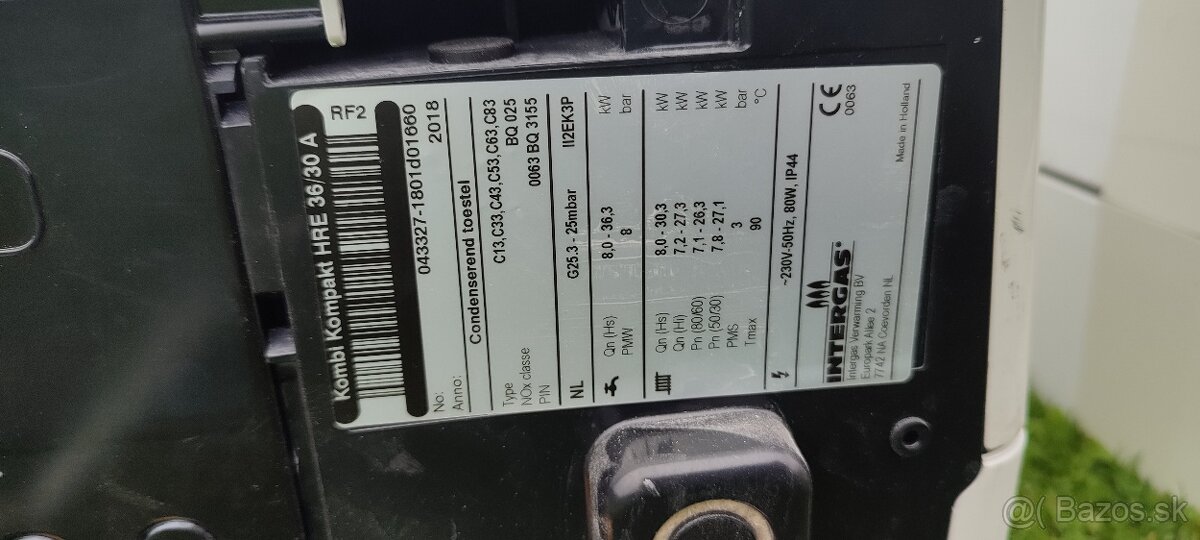 Kombi Kompakt HRE 36/30 A
RF2
No: 043327-1801d01660
Anno: 2018
Condenserend toestel
Type C13,C33,C43,C53,C63,C83
NOx classe BQ 025
PIN 0063 BQ 3155
NL G25.3 - 25mbar II2EK3P
Qn (Hs) 8,0 - 36,3 kW
PMW 8 bar
Qn (Hs) 8,0 - 30,3 kW
Qn (Hi) 7,2 - 27,3 kW
Pn (80/60) 7,1 - 26,3 kW
Pn (50/30) 7,8 - 27,1 kW
PMS 3 bar
Tmax 90 °C
~230V-50Hz, 80W, IP44
INTERGAS
CE
0063
Intergas Verwarming BV
Europark Allee 2
7742 NA Coevorden NL
Made in Holland
@( Bazos.sk